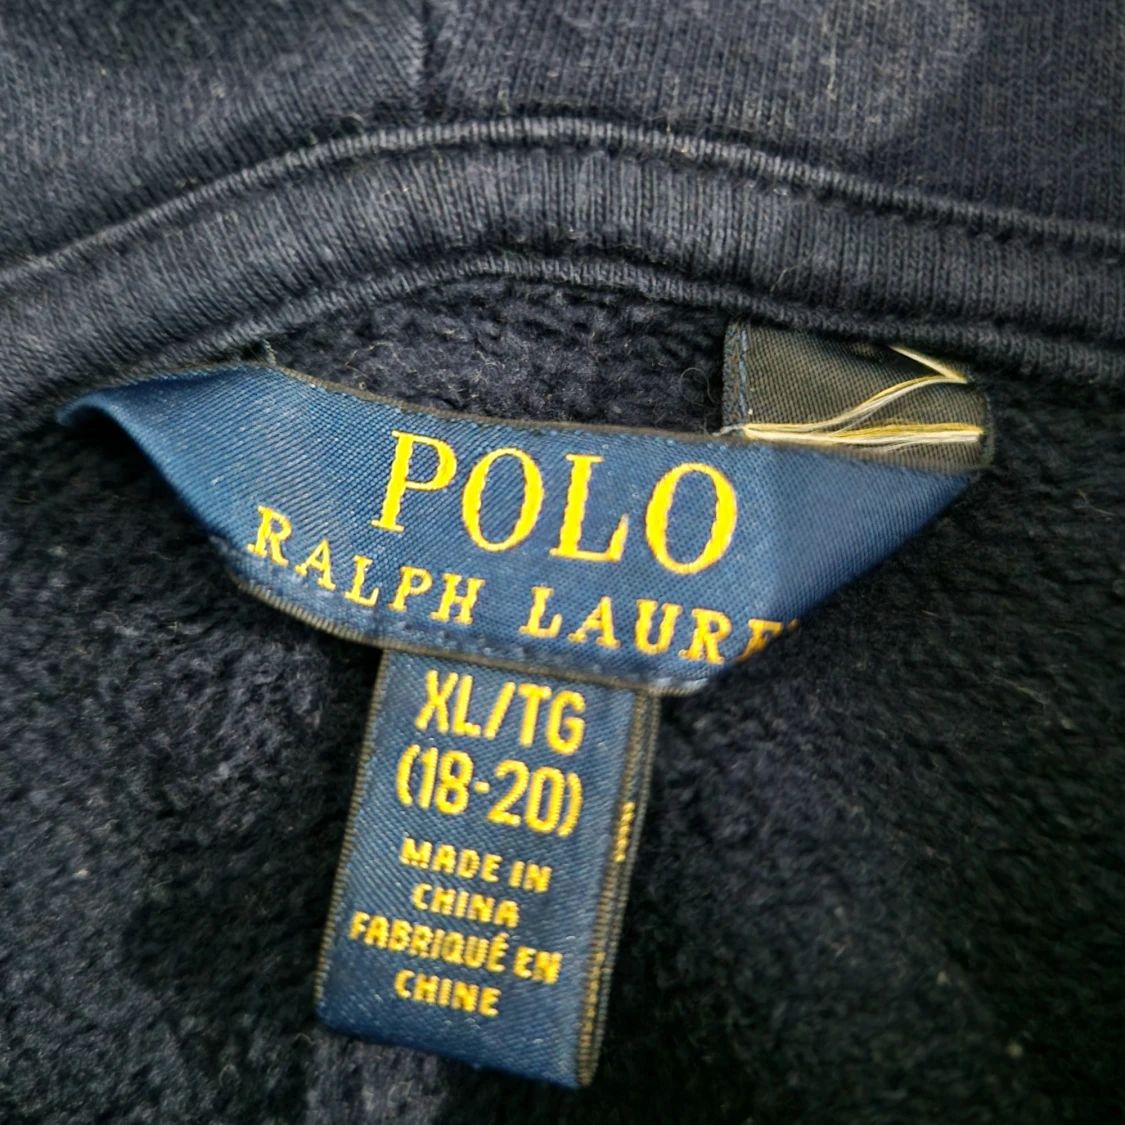 POLO
RALPH LAURE
XL/TG
(18-20)
MADE IN
CHINA
FABRIQUÉ EN
CHINE